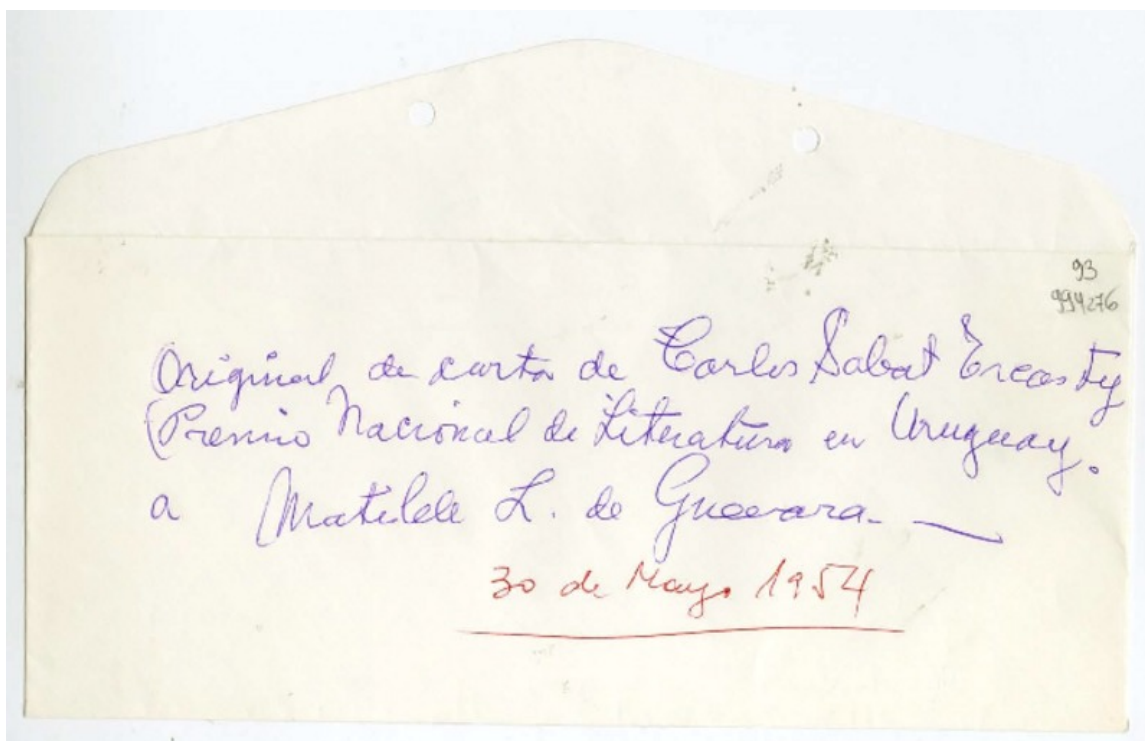 93
994276
Original de carta de Carlos Sabat Ercasty
(Premio Nacional de Literatura en Uruguay.
a Matilde L. de Guevara. —
30 de Mayo 1954